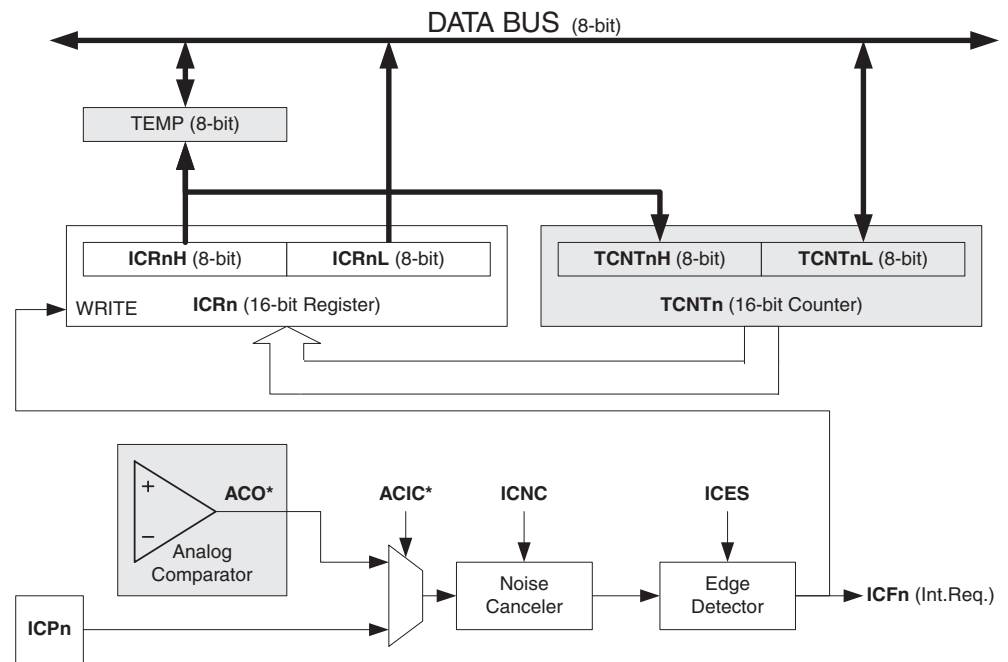 DATA BUS (8-bit)
TEMP (8-bit)
ICRnH (8-bit)
ICRnL (8-bit)
TCNTnH (8-bit)
TCNTnL (8-bit)
WRITE
ICRn (16-bit Register)
TCNTn (16-bit Counter)
+
ACO*
ACIC*
ICNC
ICES
−
Analog
Comparator
Noise
Canceler
Edge
Detector
ICFn (Int.Req.)
ICPn